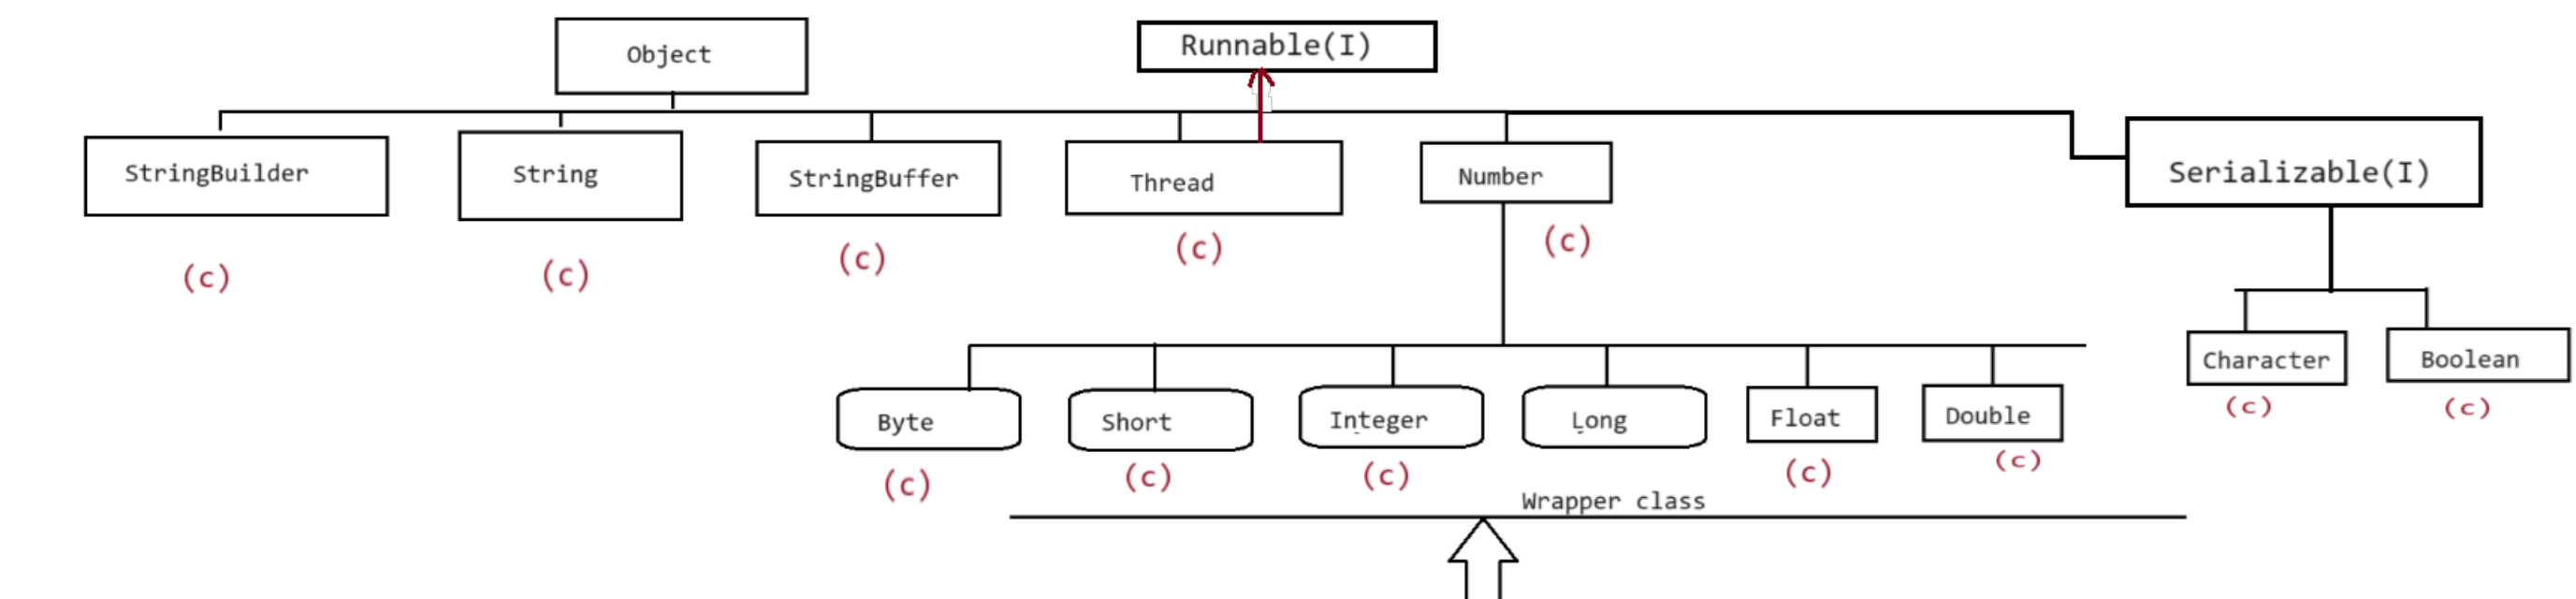 Object
Runnable(I)
StringBuilder
String
StringBuffer
Thread
Number
Serializable(I)
(c)
(c)
(c)
(c)
(c)
Character
Boolean
(c)
(c)
Byte
Short
Integer
Long
Float
Double
(c)
(c)
(c)
(c)
(c)
Wrapper class